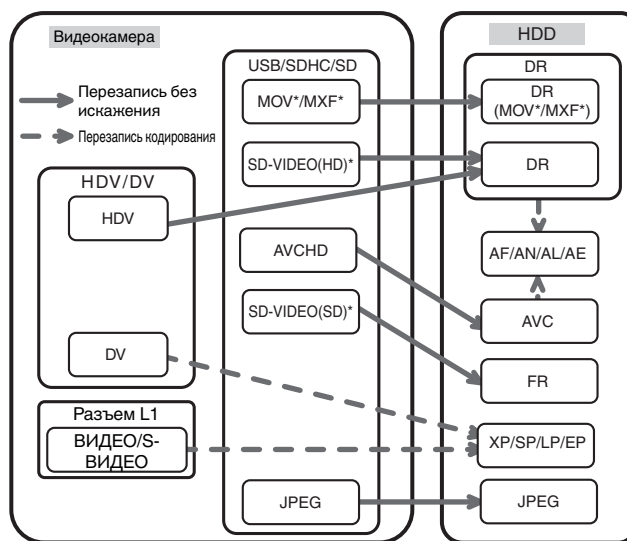 Видеокамера
Перезапись без
искажения
Перезапись кодирования
HDV/DV
HDV
DV
Разъем L1
ВИДЕО/S-
ВИДЕО
USB/SDHC/SD
MOV*/MXF*
SD-VIDEO(HD)*
AVCHD
SD-VIDEO(SD)*
JPEG
HDD
DR
DR
(MOV*/MXF*)
DR
AF/AN/AL/AE
AVC
FR
XP/SP/LP/EP
JPEG